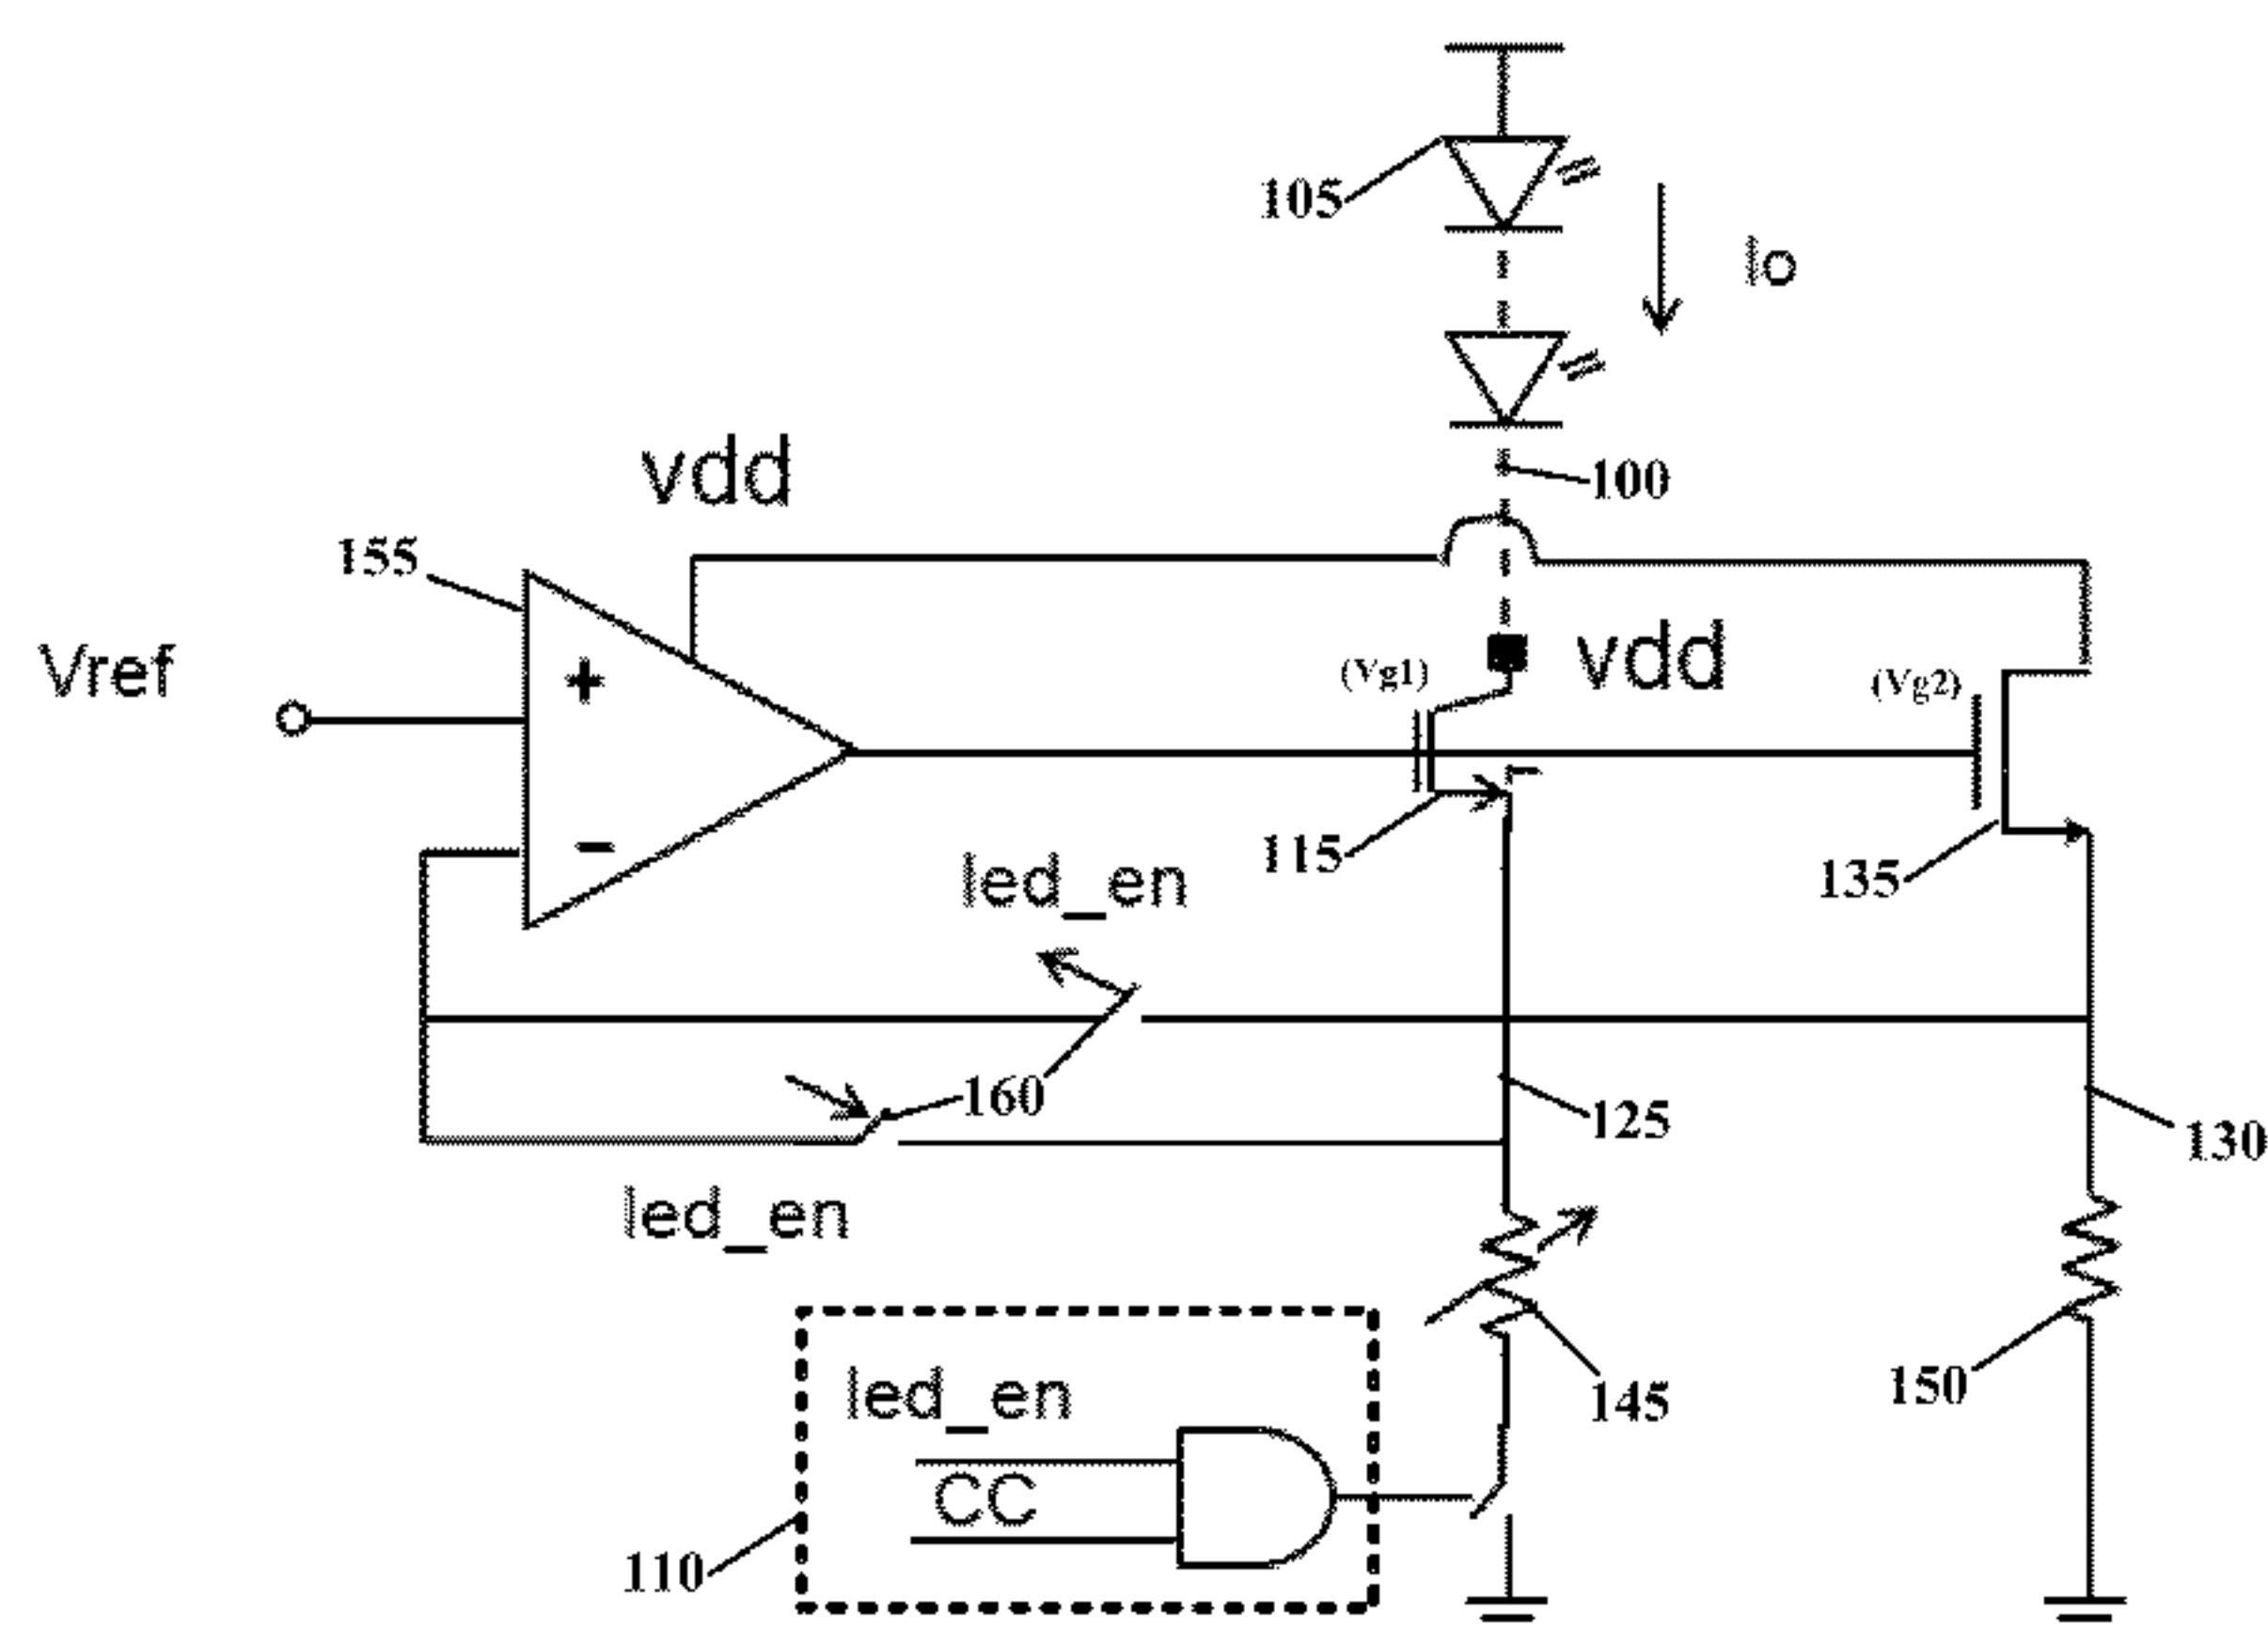 105
Io
vdd
100
155
Vref
+
(Vg1)
vdd
(Vg2)
-
115
135
led_en
160
125
130
led_en
led_en
145
150
CC
110